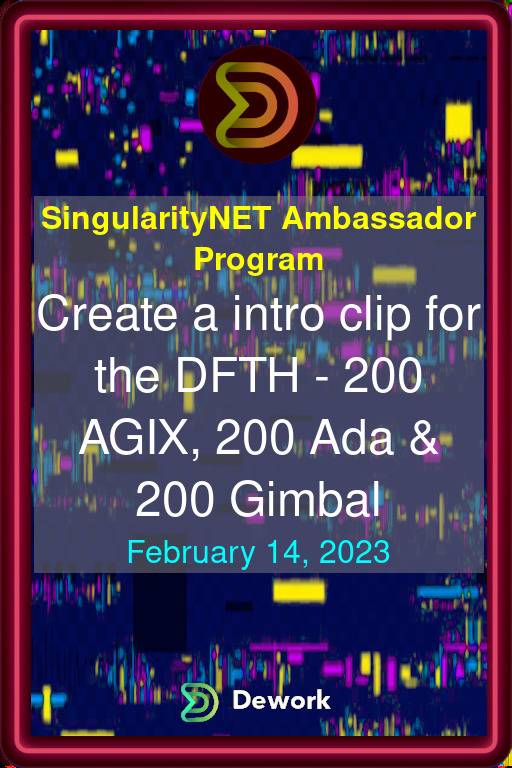 SingularityNET Ambassador
Program
Create a intro clip for
the DFTH - 200
AGIX, 200 Ada &
200 Gimbal
February 14, 2023
Dework